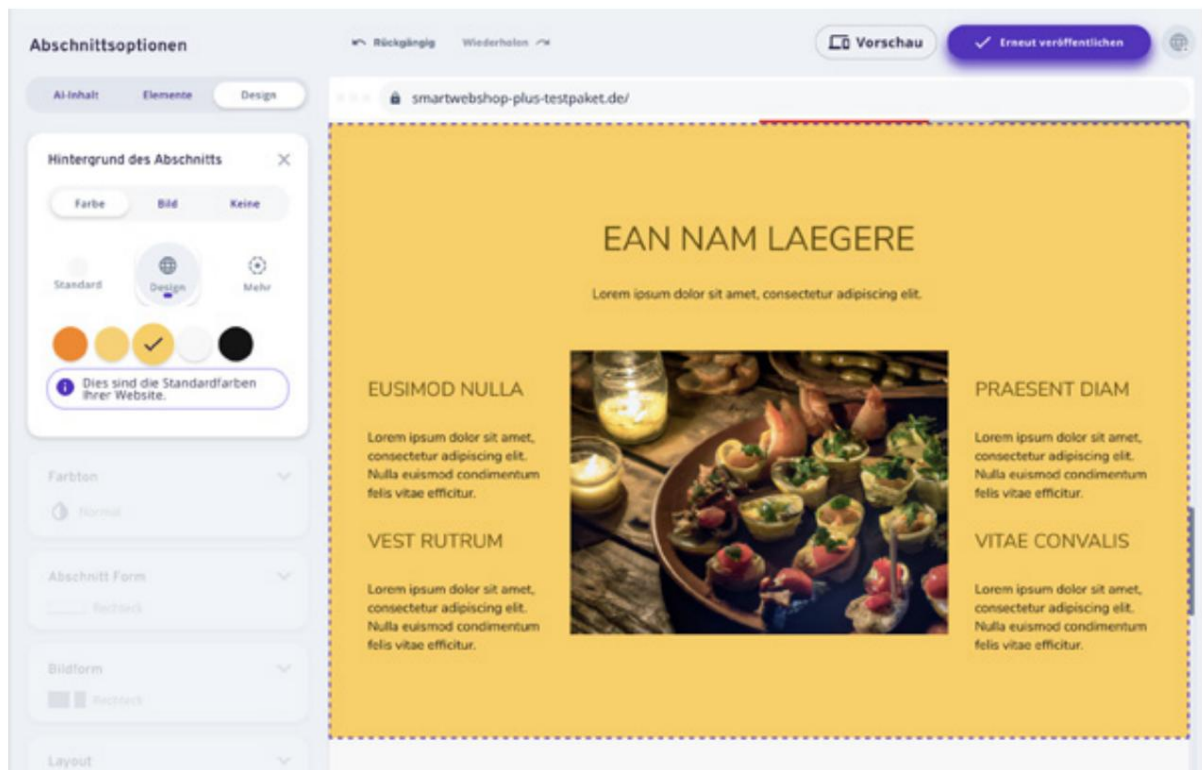 Abschnittsoptionen
Rückgängig
Wiederholen
Vorschau
Erneut veröffentlichen
AI-Inhalt
Elemente
Design
smartwebshop-plus-testpaket.de/
Hintergrund des Abschnitts
Farbe
Bild
Keine
Standard
Design
Mehr
Dies sind die Standardfarben
Ihrer Website.
Farbton
Normal
Abschnitt Form
Rechteck
Bildform
Rechteck
Layout
EAN NAM LAEGERE
Lorem ipsum dolor sit amet, consectetur adipiscing elit.
EUSIMOD NULLA
Lorem ipsum dolor sit amet,
consectetur adipiscing elit.
Nulla euismod condimentum
felis vitae efficitur.
VEST RUTRUM
Lorem ipsum dolor sit amet,
consectetur adipiscing elit.
Nulla euismod condimentum
felis vitae efficitur.
PRAESENT DIAM
Lorem ipsum dolor sit amet,
consectetur adipiscing elit.
Nulla euismod condimentum
felis vitae efficitur.
VITAE CONVALIS
Lorem ipsum dolor sit amet,
consectetur adipiscing elit.
Nulla euismod condimentum
felis vitae efficitur.